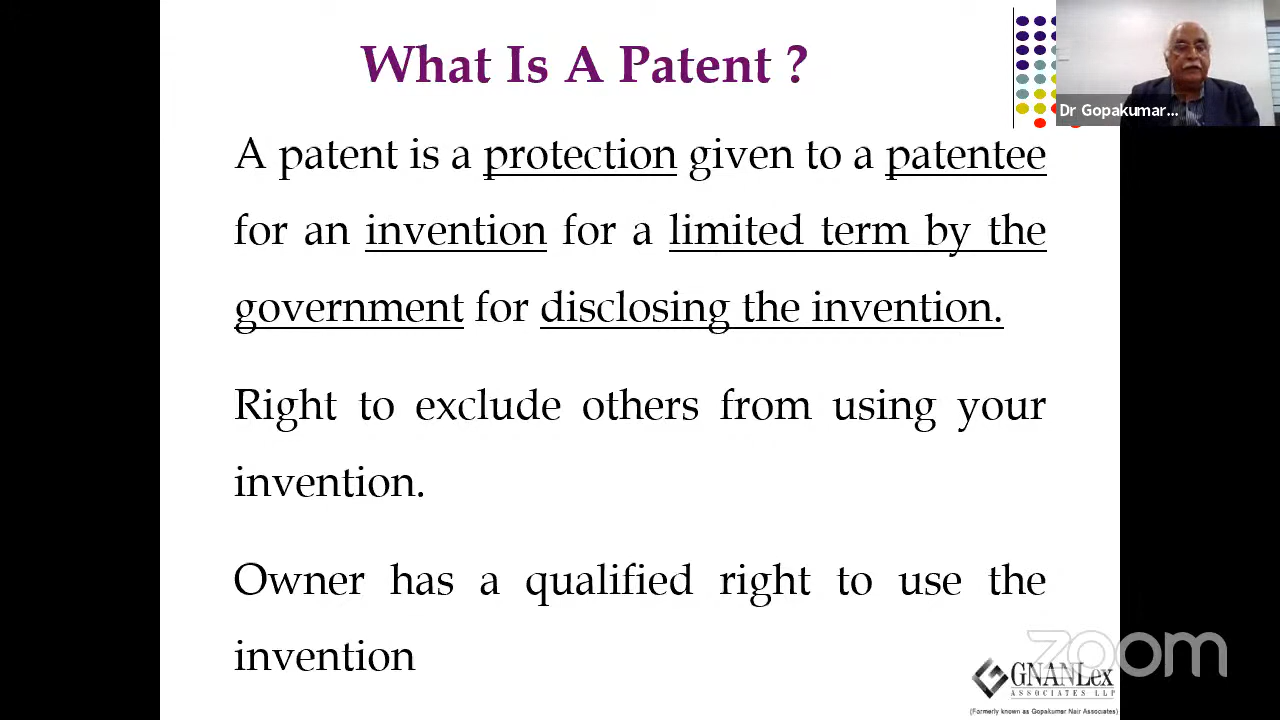 What Is A Patent ?
Dr Gopakumar...
A patent is a protection given to a patentee
for an invention for a limited term by the
government for disclosing the invention.
Right to exclude others from using your
invention.
Owner has a qualified right to use the
invention
zoom
GNANLex
ASSOCIATES LLP
(Formerly known as Gopakumar Nair Associates)